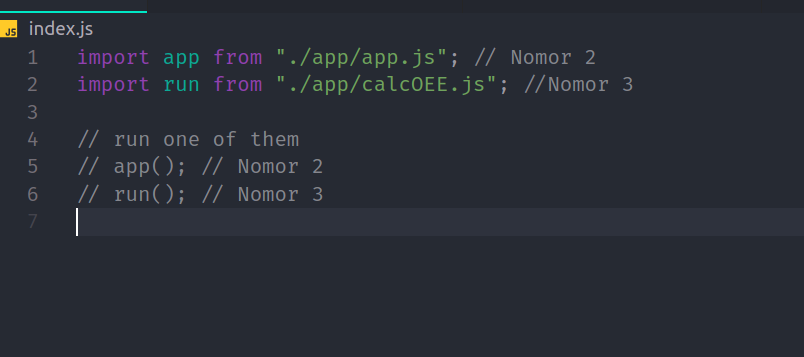 JS index.js
1 import app from "./app/app.js"; // Nomor 2
2 import run from "./app/calcOEE.js"; //Nomor 3
3
4 // run one of them
5 // app(); // Nomor 2
6 // run(); // Nomor 3
7